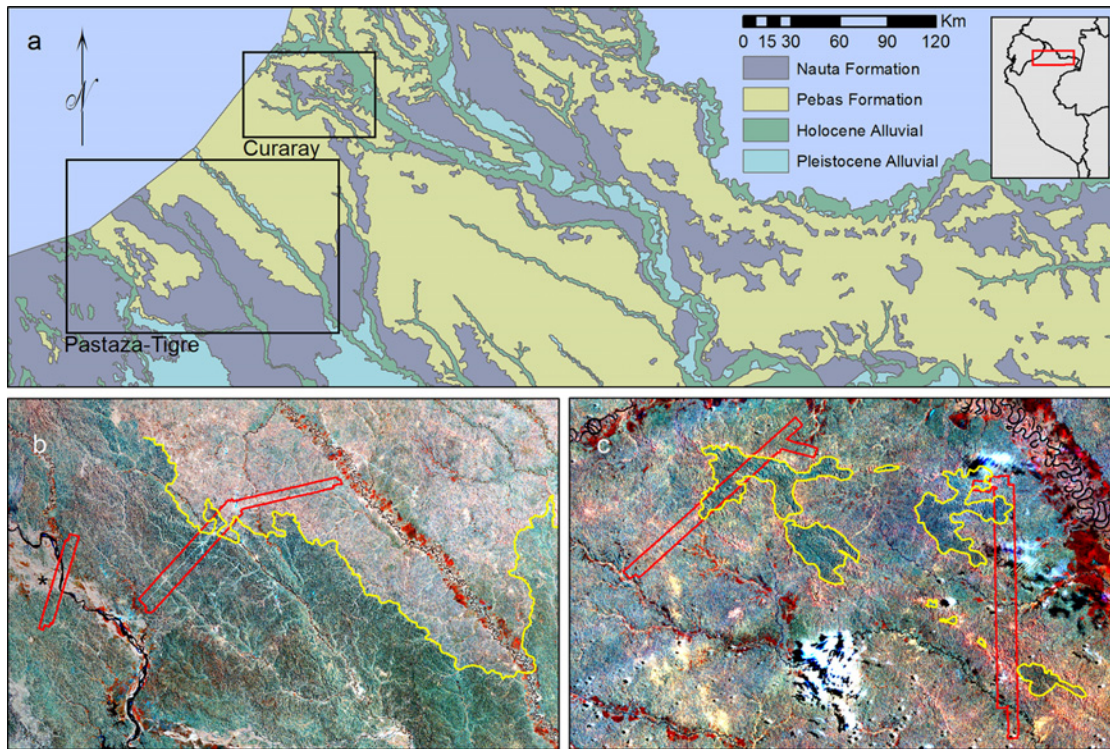 a
N
Km
0 15 30 60 90 120
Nauta Formation
Pebas Formation
Holocene Alluvial
Pleistocene Alluvial
Curaray
Pastaza-Tigre
b
*
c